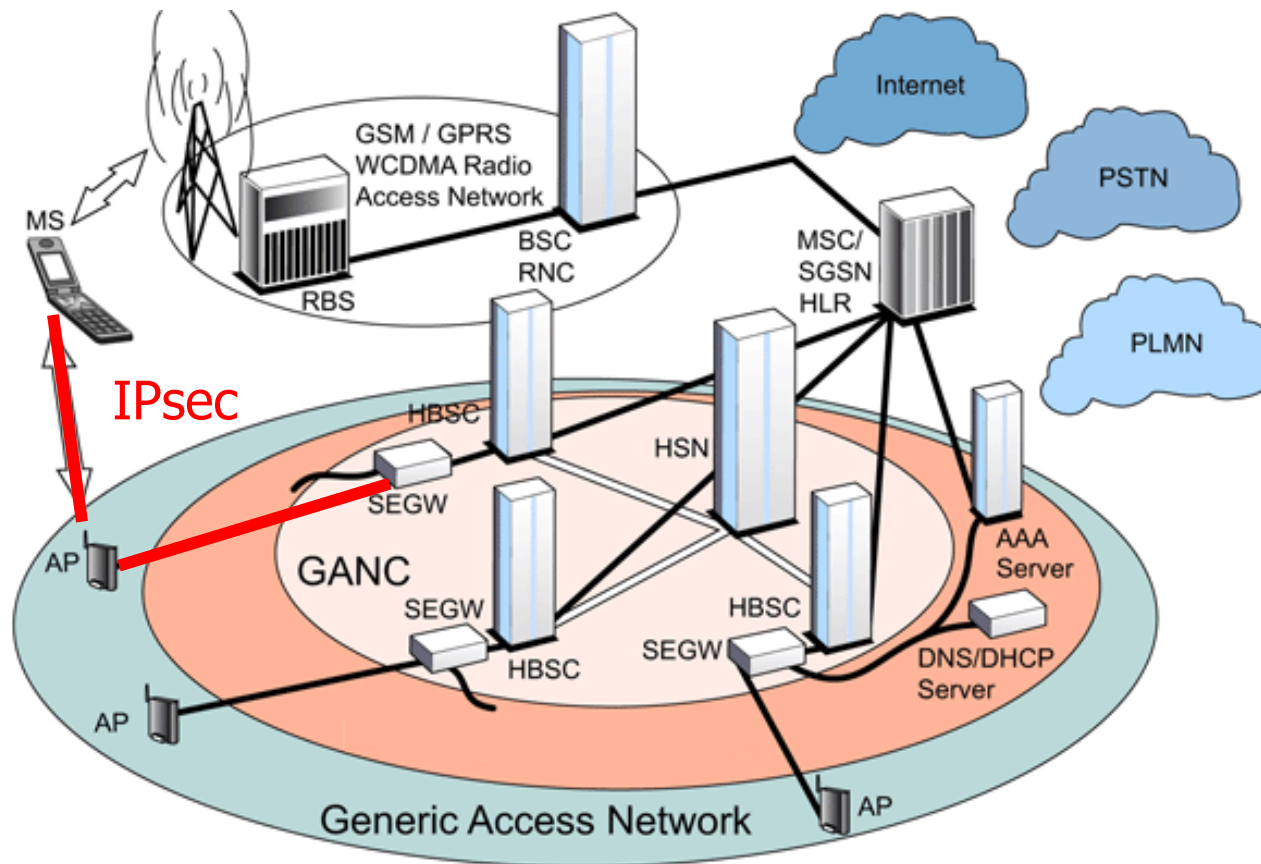 Internet
GSM / GPRS
WCDMA Radio
Access Network
PSTN
MS
BSC
RNC
MSC/
SGSN
HLR
RBS
PLMN
IPsec
HBSC
HSN
SEGW
AP
GANC
AAA
Server
SEGW
HBSC
HBSC
SEGW
DNS/DHCP
Server
AP
AP
Generic Access Network